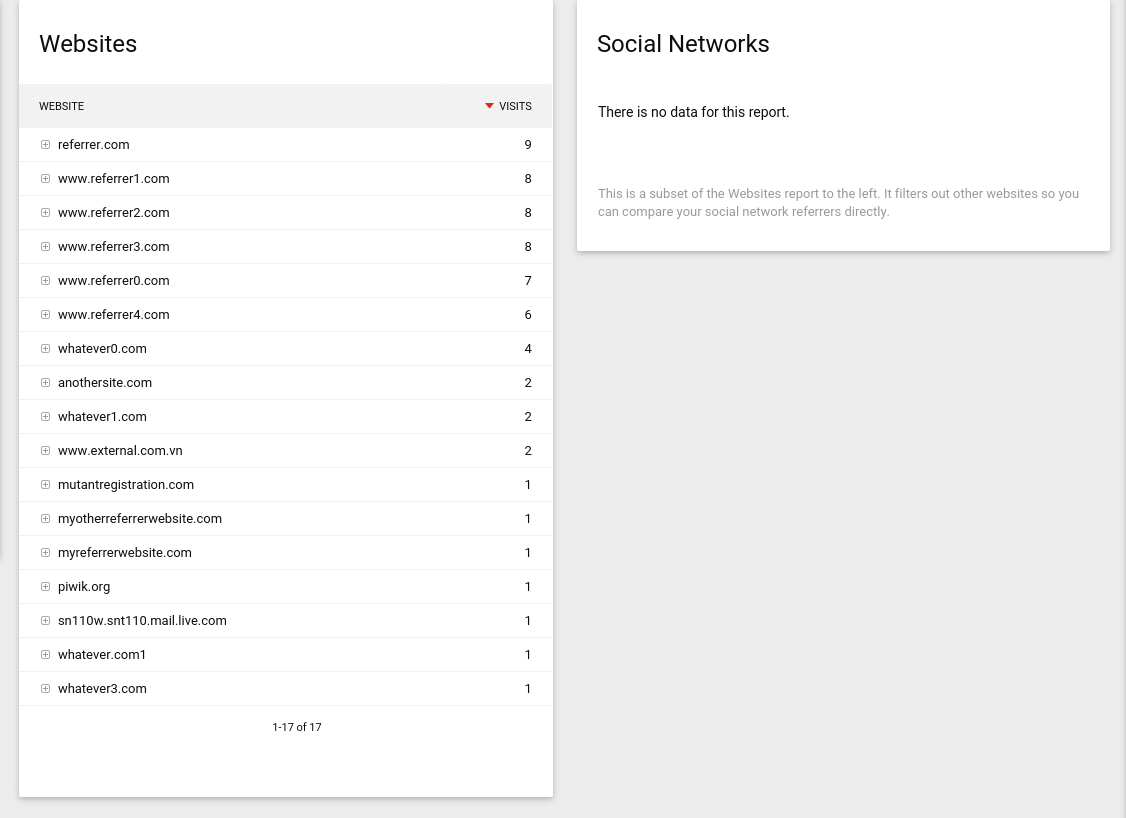 Websites
WEBSITE VISITS
referrer.com 9
www.referrer1.com 8
www.referrer2.com 8
www.referrer3.com 8
www.referrer0.com 7
www.referrer4.com 6
whatever0.com 4
anothersite.com 2
whatever1.com 2
www.external.com.vn 2
mutantregistration.com 1
myotherreferrerwebsite.com 1
myreferrerwebsite.com 1
piwik.org 1
sn110w.snt110.mail.live.com 1
whatever.com1 1
whatever3.com 1
1-17 of 17
Social Networks
There is no data for this report.
This is a subset of the Websites report to the left. It filters out other websites so you
can compare your social network referrers directly.